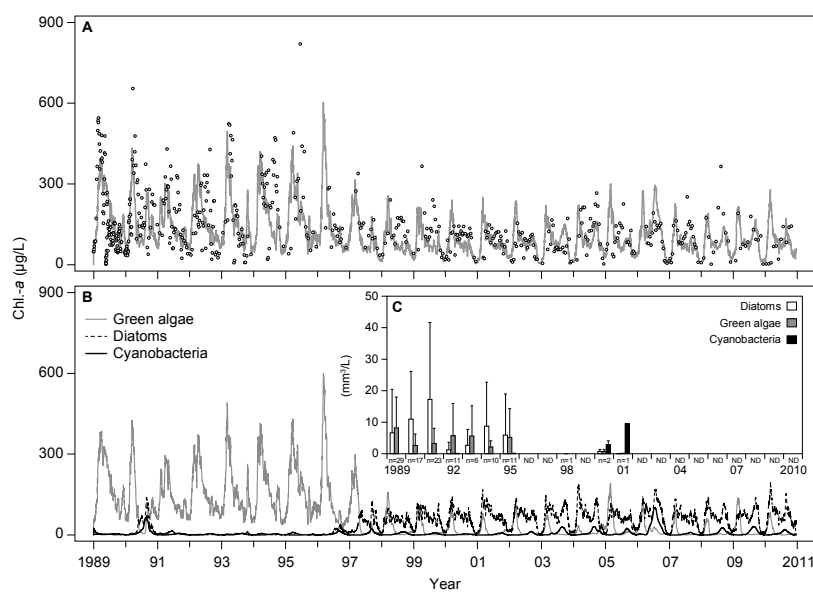 A
900
600
300
0
Chl.-a (µg/L)
B
900
600
300
0
Green algae
Diatoms
Cyanobacteria
C
50
40
30
20
10
0
(mm³/L)
Diatoms
Green algae
Cyanobacteria
n=29 n=17 n=23 n=11 n=6 n=10 n=11 ND ND n=1 ND n=2 n=1 ND ND ND ND ND ND ND ND ND
1989 92 95 98 01 04 07 2010
1989 91 93 95 97 99 01 03 05 07 09 2011
Year